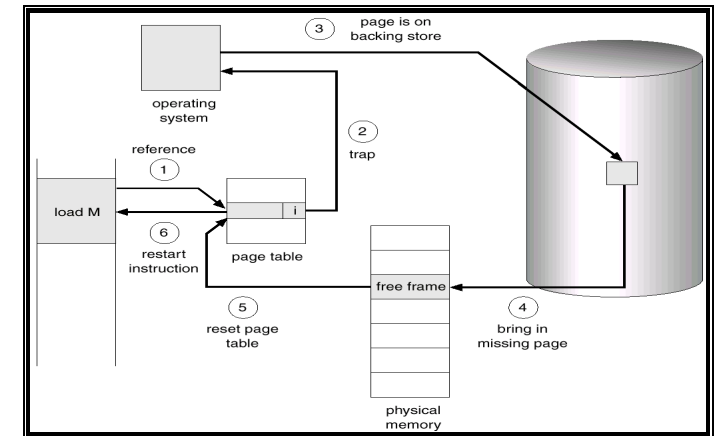 3
page is on
backing store
operating
system
2
trap
reference
1
load M
i
6
restart
instruction
page table
free frame
5
reset page
table
4
bring in
missing page
physical
memory